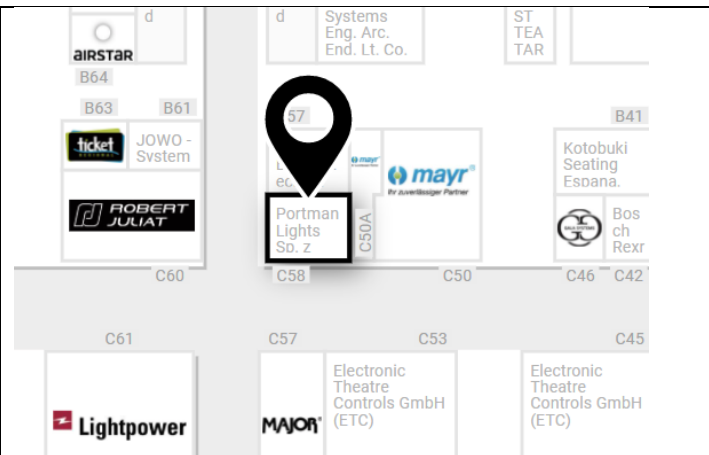 d
d
Systems
Eng. Arc.
End. Lt. Co.
ST
TEA
TAR
aiRSTaR
B64
B63
B61
57
B41
ticket
REGIONAL
JOWO -
System
mayr
mayr®
Ihr zuverlässiger Partner
Kotobuki
Seating
Espana.
ROBERT
JULIAT
Portman
Lights
Sp. z
C50A
Bos
ch
Rexr
C60
C58
C50
C46
C42
C61
C57
C53
C45
Lightpower
MAJOR
Electronic
Theatre
Controls GmbH
(ETC)
Electronic
Theatre
Controls GmbH
(ETC)